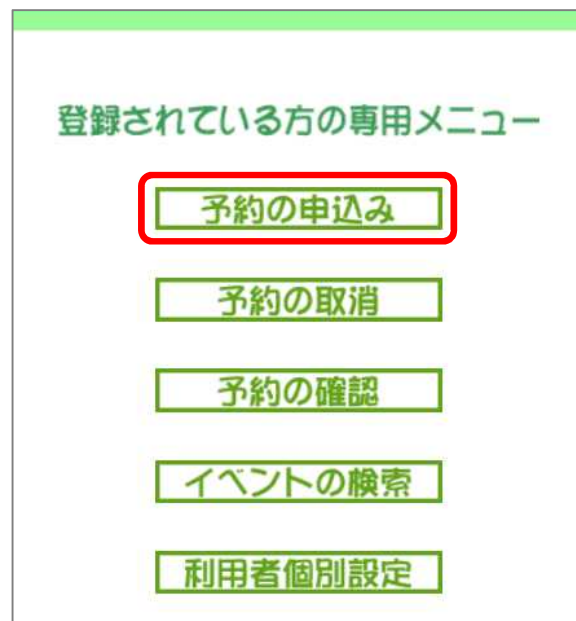 登録されている方の専用メニュー
予約の申込み
予約の取消
予約の確認
イベントの検索
利用者個別設定